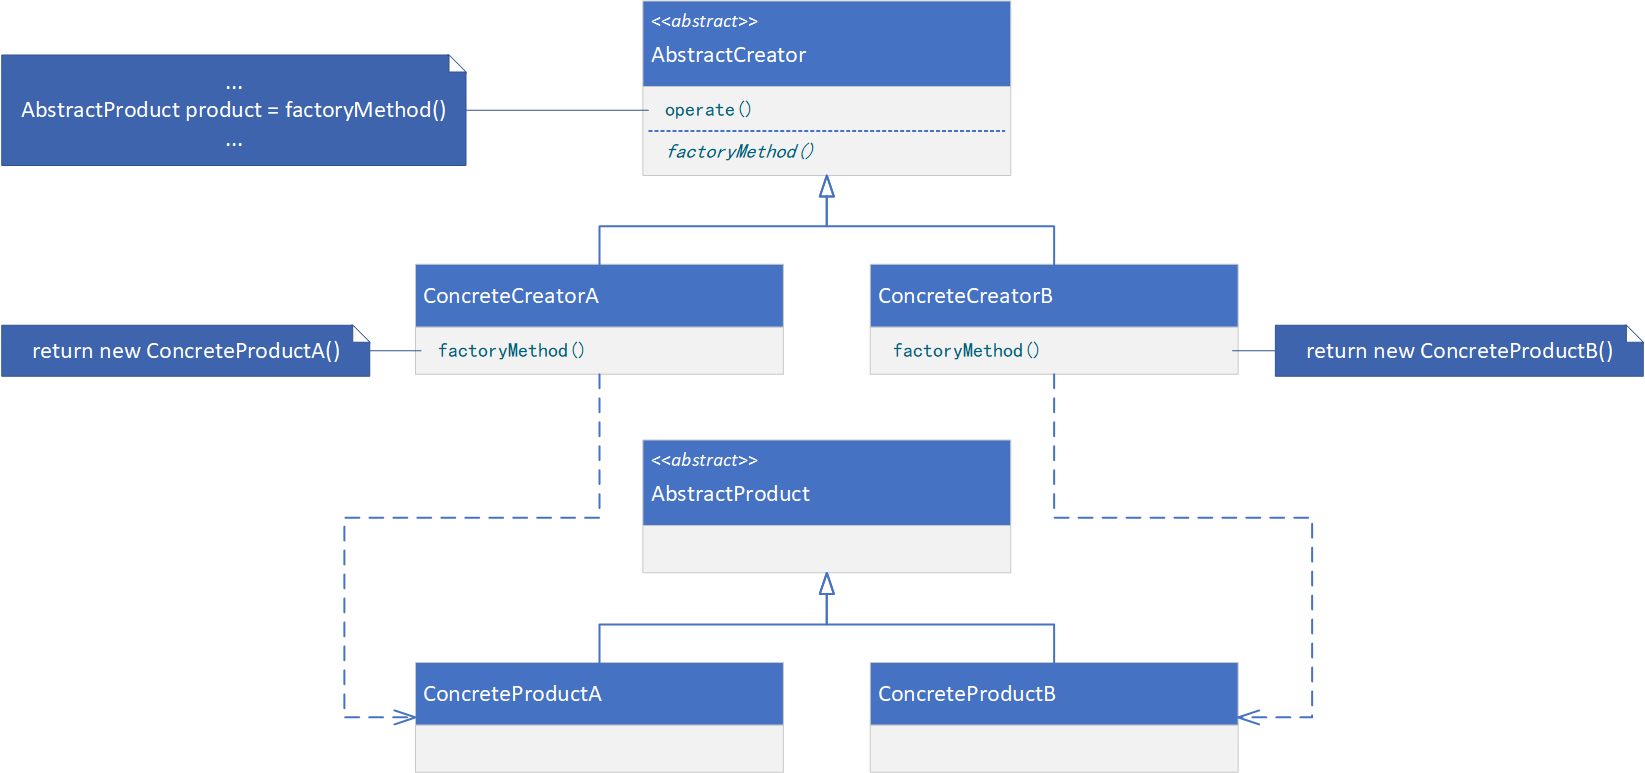 <<abstract>>
AbstractCreator
...
AbstractProduct product = factoryMethod()
...
operate()
factoryMethod()
ConcreteCreatorA
ConcreteCreatorB
return new ConcreteProductA()
factoryMethod()
factoryMethod()
return new ConcreteProductB()
<<abstract>>
AbstractProduct
ConcreteProductA
ConcreteProductB